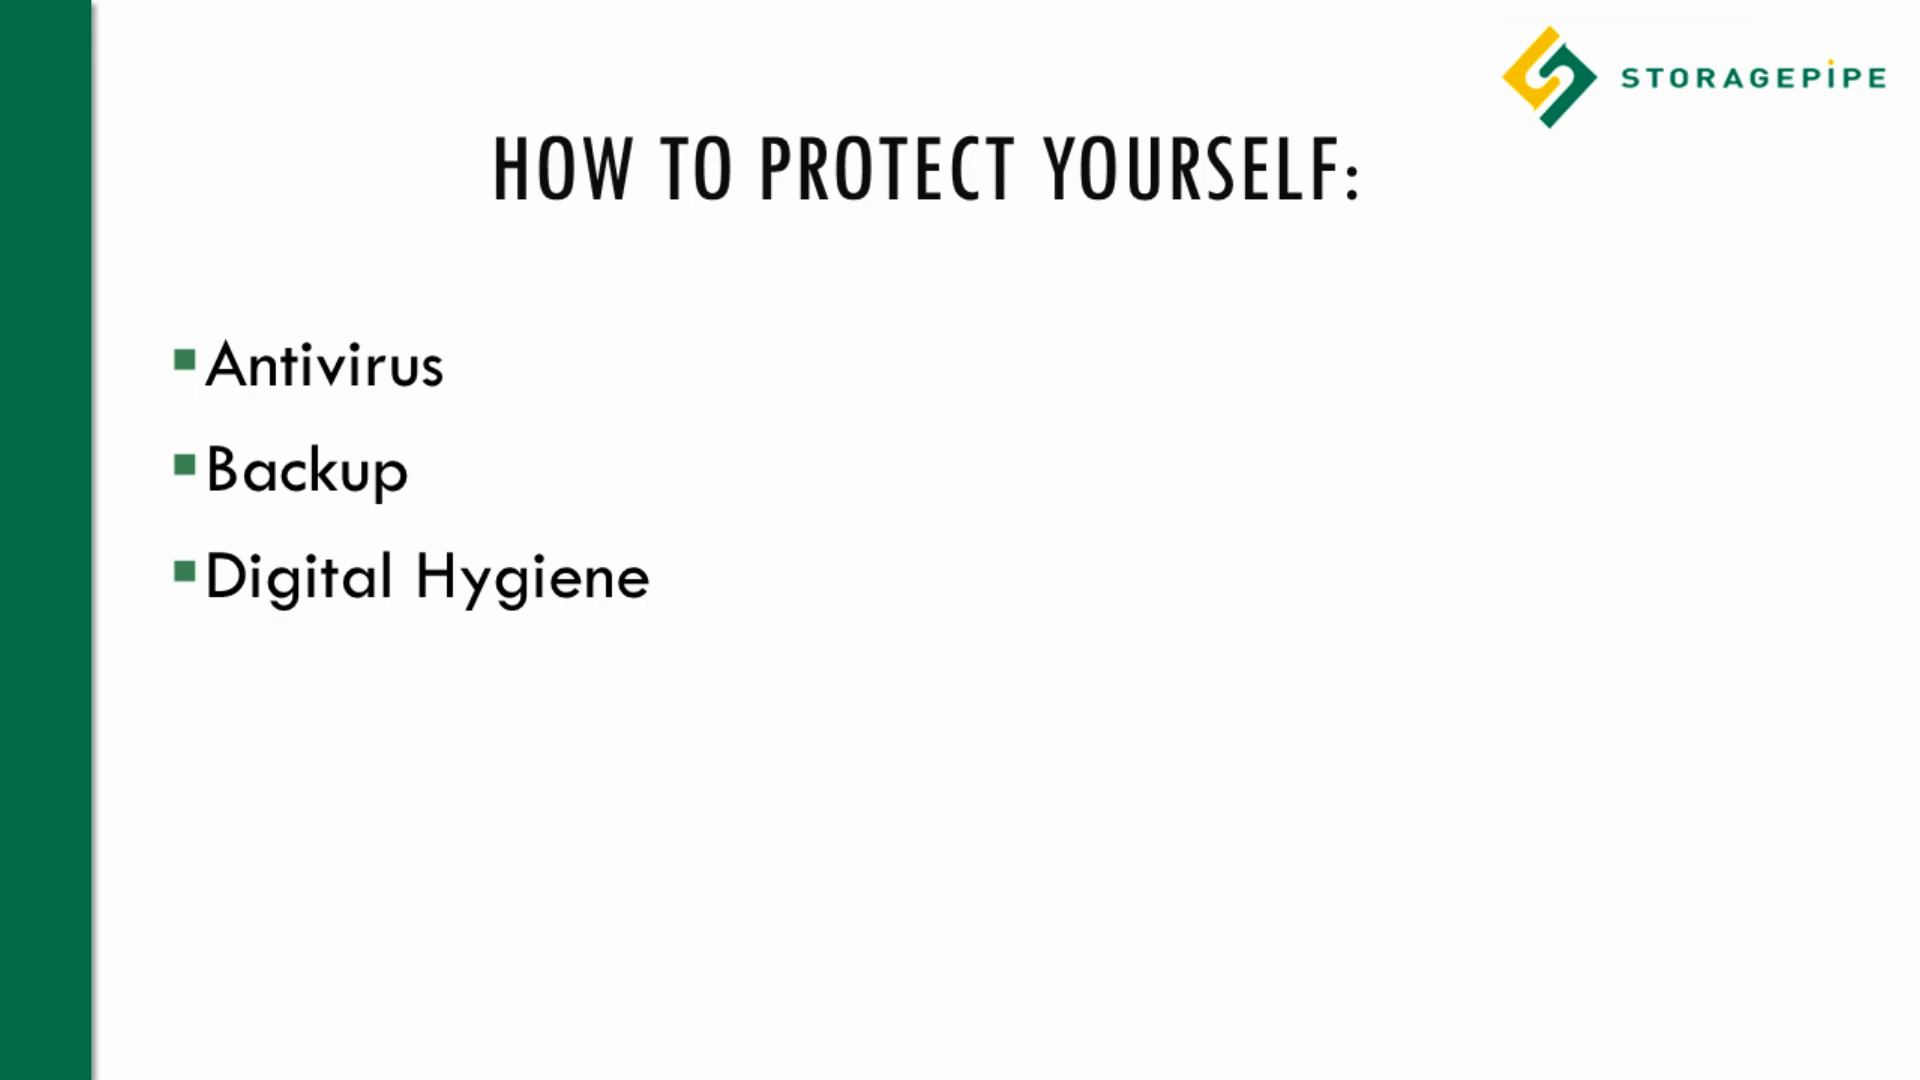 STORAGEPIPE
HOW TO PROTECT YOURSELF:
Antivirus
Backup
Digital Hygiene